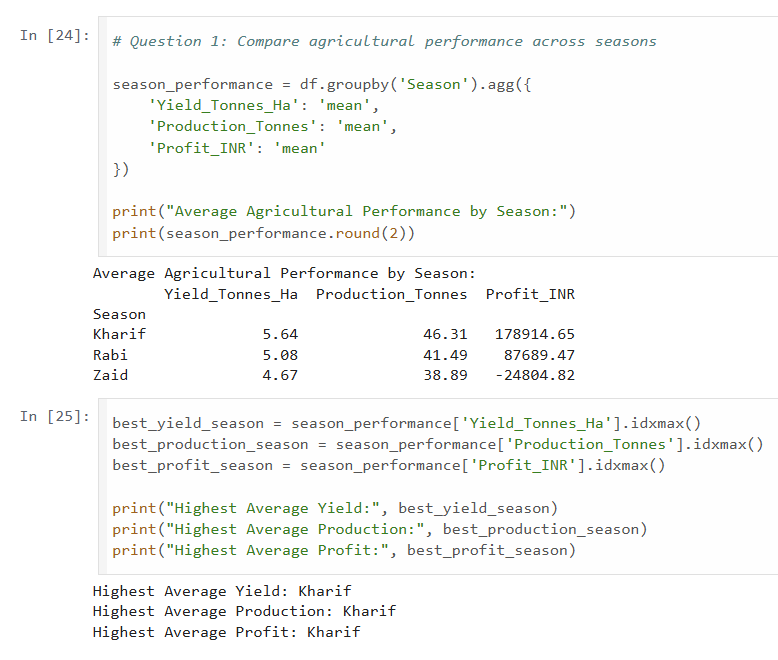 In [24]:
# Question 1: Compare agricultural performance across seasons
season_performance = df.groupby('Season').agg({
    'Yield_Tonnes_Ha': 'mean',
    'Production_Tonnes': 'mean',
    'Profit_INR': 'mean'
})
print("Average Agricultural Performance by Season:")
print(season_performance.round(2))
Average Agricultural Performance by Season:
        Yield_Tonnes_Ha  Production_Tonnes  Profit_INR
Season
Kharif             5.64              46.31   178914.65
Rabi               5.08              41.49    87689.47
Zaid               4.67              38.89   -24804.82
In [25]:
best_yield_season = season_performance['Yield_Tonnes_Ha'].idxmax()
best_production_season = season_performance['Production_Tonnes'].idxmax()
best_profit_season = season_performance['Profit_INR'].idxmax()
print("Highest Average Yield:", best_yield_season)
print("Highest Average Production:", best_production_season)
print("Highest Average Profit:", best_profit_season)
Highest Average Yield: Kharif
Highest Average Production: Kharif
Highest Average Profit: Kharif